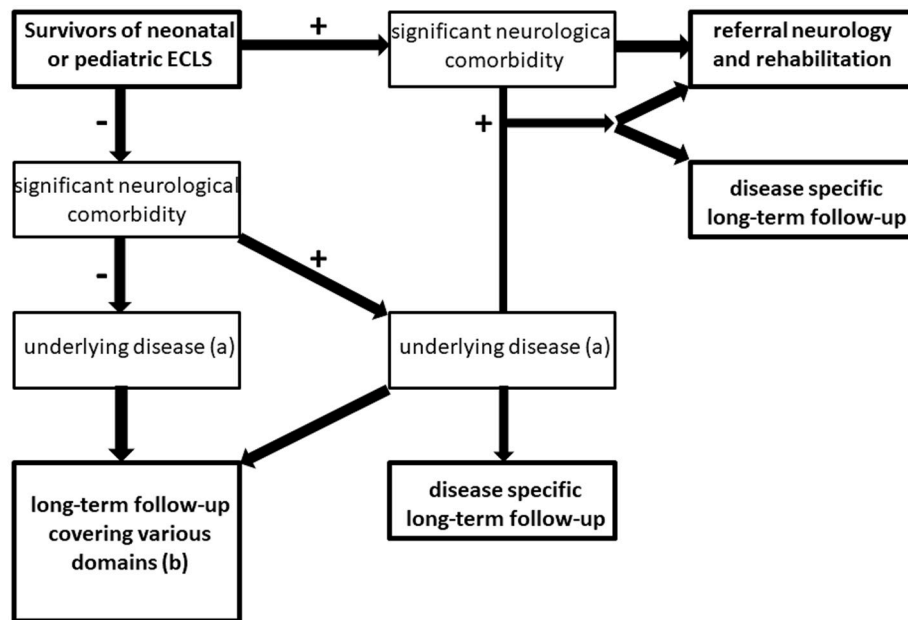 Survivors of neonatal
or pediatric ECLS
+
significant neurologica
comorbidity
referral neurology
and rehabilitation
-
+
significant neurological
comorbidity
disease specific
long-term follow-up
-
+
underlying disease (a)
underlying disease (a)
long-term follow-up
covering various
domains (b)
disease specific
long-term follow-up